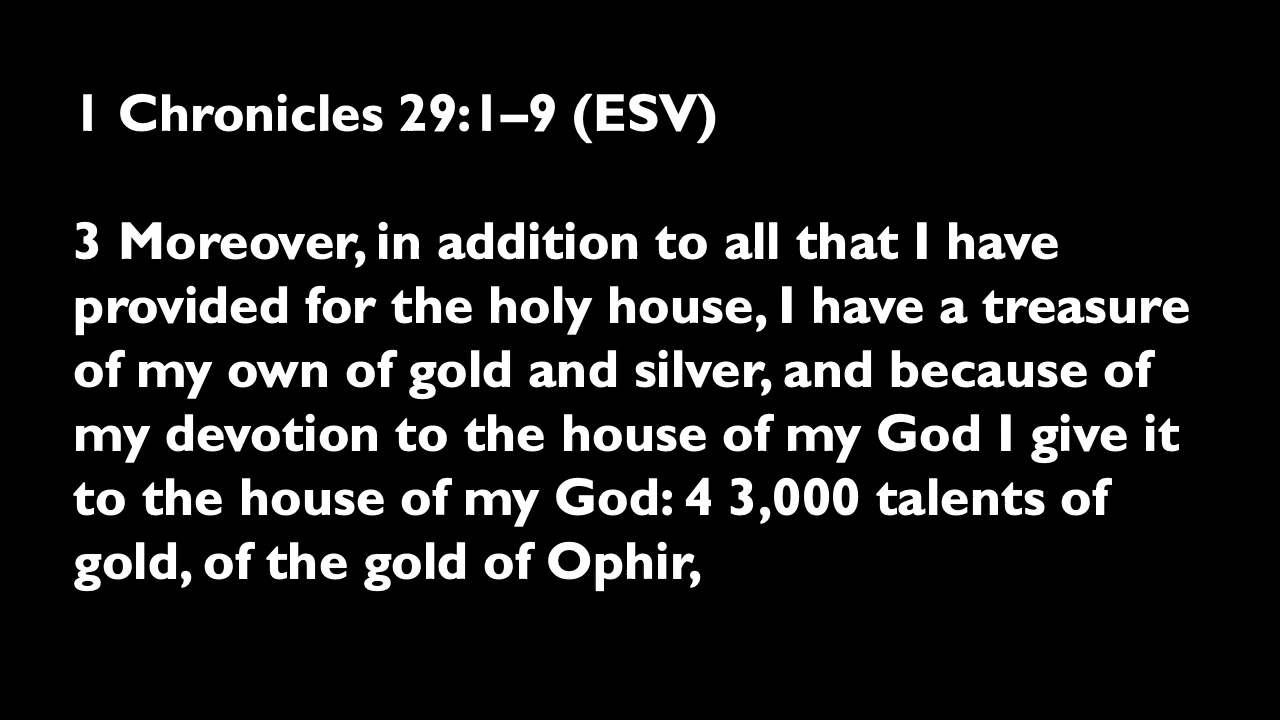 1 Chronicles 29:1–9 (ESV)
3 Moreover, in addition to all that I have
provided for the holy house, I have a treasure
of my own of gold and silver, and because of
my devotion to the house of my God I give it
to the house of my God: 4 3,000 talents of
gold, of the gold of Ophir,